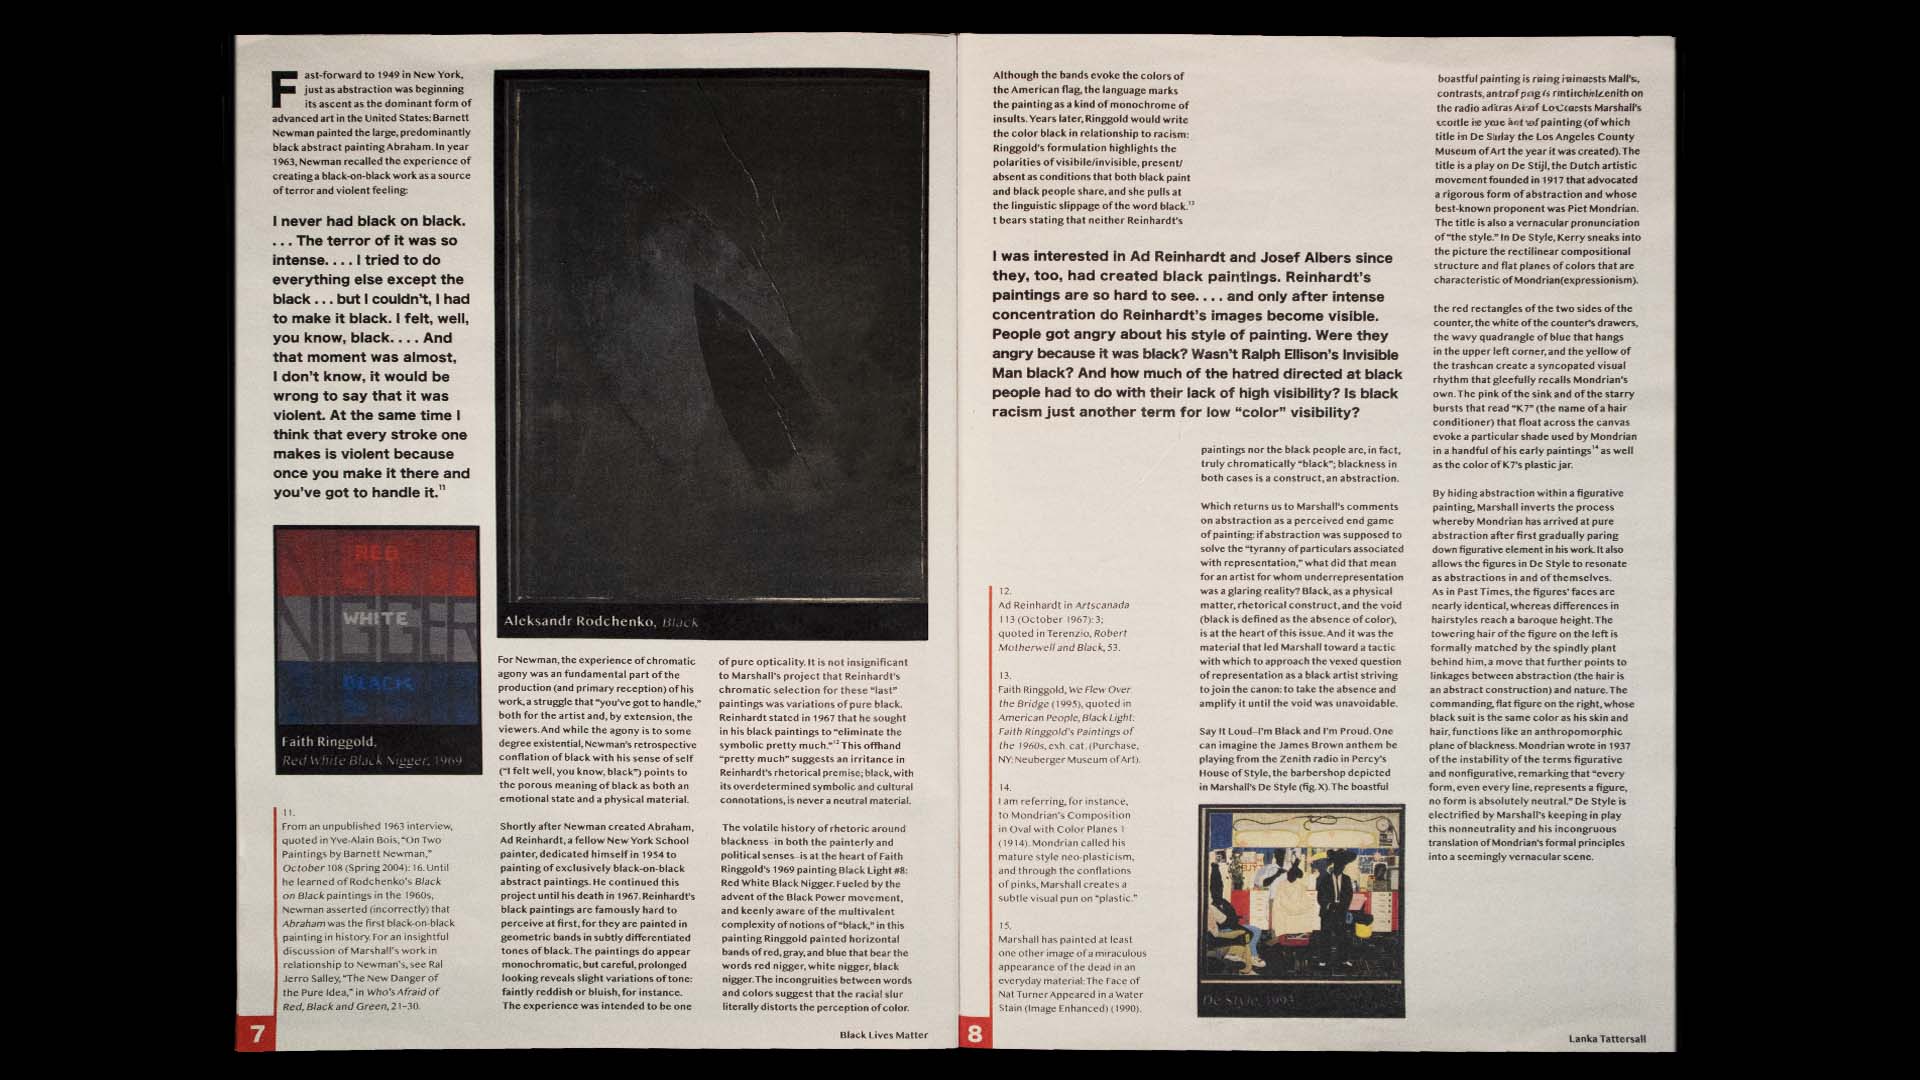 Fast-forward to 1949 in New York,
just as abstraction was beginning
its ascent as the dominant form of
advanced art in the United States: Barnett
Newman painted the large, predominantly
black abstract painting Abraham. In year
1963, Newman recalled the experience of
creating a black-on-black work as a source
of terror and violent feeling:
I never had black on black.
. . . The terror of it was so
intense. . . . I tried to do
everything else except the
black . . . but I couldn't, I had
to make it black. I felt, well,
you know, black. . . . And
that moment was almost,
I don't know, it would be
wrong to say that it was
violent. At the same time I
think that every stroke one
makes is violent because
once you make it there and
you've got to handle it.¹¹
RED
WHITE
NIGGER
BLACK
Faith Ringgold,
Red White Black Nigger, 1969
11.
From an unpublished 1963 interview,
quoted in Yve-Alain Bois, "On Two
Paintings by Barnett Newman,"
October 108 (Spring 2004): 16. Until
he learned of Rodchenko's Black
on Black paintings in the 1960s,
Newman asserted (incorrectly) that
Abraham was the first black-on-black
painting in history. For an insightful
discussion of Marshall's work in
relationship to Newman's, see Ral
Jerro Salley, "The New Danger of
the Pure Idea," in Who's Afraid of
Red, Black and Green, 21–30.
7
Aleksandr Rodchenko, Black
For Newman, the experience of chromatic
agony was an fundamental part of the
production (and primary reception) of his
work, a struggle that "you've got to handle,"
both for the artist and, by extension, the
viewers. And while the agony is to some
degree existential, Newman's retrospective
conflation of black with his sense of self
("I felt well, you know, black") points to
the porous meaning of black as both an
emotional state and a physical material.
Shortly after Newman created Abraham,
Ad Reinhardt, a fellow New York School
painter, dedicated himself in 1954 to
painting of exclusively black-on-black
abstract paintings. He continued this
project until his death in 1967. Reinhardt's
black paintings are famously hard to
perceive at first, for they are painted in
geometric bands in subtly differentiated
tones of black. The paintings do appear
monochromatic, but careful, prolonged
looking reveals slight variations of tone:
faintly reddish or bluish, for instance.
The experience was intended to be one
of pure opticality. It is not insignificant
to Marshall's project that Reinhardt's
chromatic selection for these "last"
paintings was variations of pure black.
Reinhardt stated in 1967 that he sought
in his black paintings to "eliminate the
symbolic pretty much."¹² This offhand
"pretty much" suggests an irritance in
Reinhardt's rhetorical premise; black, with
its overdetermined symbolic and cultural
connotations, is never a neutral material.
The volatile history of rhetoric around
blackness–in both the painterly and
political senses–is at the heart of Faith
Ringgold's 1969 painting Black Light #8:
Red White Black Nigger. Fueled by the
advent of the Black Power movement,
and keenly aware of the multivalent
complexity of notions of "black," in this
painting Ringgold painted horizontal
bands of red, gray, and blue that bear the
words red nigger, white nigger, black
nigger. The incongruities between words
and colors suggest that the racial slur
literally distorts the perception of color.
Black Lives Matter
Although the bands evoke the colors of
the American flag, the language marks
the painting as a kind of monochrome of
insults. Years later, Ringgold would write
the color black in relationship to racism:
Ringgold's formulation highlights the
polarities of visibile/invisible, present/
absent as conditions that both black paint
and black people share, and she pulls at
the linguistic slippage of the word black.¹³
t bears stating that neither Reinhardt's
I was interested in Ad Reinhardt and Josef Albers since
they, too, had created black paintings. Reinhardt's
paintings are so hard to see. . . . and only after intense
concentration do Reinhardt's images become visible.
People got angry about his style of painting. Were they
angry because it was black? Wasn't Ralph Ellison's Invisible
Man black? And how much of the hatred directed at black
people had to do with their lack of high visibility? Is black
racism just another term for low "color" visibility?
12.
Ad Reinhardt in Artscanada
113 (October 1967): 3;
quoted in Terenzio, Robert
Motherwell and Black, 53.
13.
Faith Ringgold, We Flew Over
the Bridge (1995), quoted in
American People, Black Light:
Faith Ringgold's Paintings of
the 1960s, exh. cat. (Purchase,
NY: Neuberger Museum of Art).
14.
I am referring, for instance,
to Mondrian's Composition
in Oval with Color Planes 1
(1914). Mondrian called his
mature style neo-plasticism,
and through the conflations
of pinks, Marshall creates a
subtle visual pun on "plastic."
15.
Marshall has painted at least
one other image of a miraculous
appearance of the dead in an
everyday material: The Face of
Nat Turner Appeared in a Water
Stain (Image Enhanced) (1990).
8
paintings nor the black people are, in fact,
truly chromatically "black"; blackness in
both cases is a construct, an abstraction.
Which returns us to Marshall's comments
on abstraction as a perceived end game
of painting: if abstraction was supposed to
solve the "tyranny of particulars associated
with representation," what did that mean
for an artist for whom underrepresentation
was a glaring reality? Black, as a physical
matter, rhetorical construct, and the void
(black is defined as the absence of color),
is at the heart of this issue. And it was the
material that led Marshall toward a tactic
with which to approach the vexed question
of representation as a black artist striving
to join the canon: to take the absence and
amplify it until the void was unavoidable.
Say It Loud–I'm Black and I'm Proud. One
can imagine the James Brown anthem be
playing from the Zenith radio in Percy's
House of Style, the barbershop depicted
in Marshall's De Style (fig. X). The boastful
De Style, 1993
boastful painting is
contrasts, on
the radio Marshall's
painting (of which
title in De the Los Angeles County
Museum of Art the year it was created). The
title is a play on De Stijl, the Dutch artistic
movement founded in 1917 that advocated
a rigorous form of abstraction and whose
best-known proponent was Piet Mondrian.
The title is also a vernacular pronunciation
of "the style." In De Style, Kerry sneaks into
the picture the rectilinear compositional
structure and flat planes of colors that are
characteristic of Mondrian(expressionism).
the red rectangles of the two sides of the
counter, the white of the counter's drawers,
the wavy quadrangle of blue that hangs
in the upper left corner, and the yellow of
the trashcan create a syncopated visual
rhythm that gleefully recalls Mondrian's
own. The pink of the sink and of the starry
bursts that read "K7" (the name of a hair
conditioner) that float across the canvas
evoke a particular shade used by Mondrian
in a handful of his early paintings¹⁴ as well
as the color of K7's plastic jar.
By hiding abstraction within a figurative
painting, Marshall inverts the process
whereby Mondrian has arrived at pure
abstraction after first gradually paring
down figurative element in his work. It also
allows the figures in De Style to resonate
as abstractions in and of themselves.
As in Past Times, the figures' faces are
nearly identical, whereas differences in
hairstyles reach a baroque height. The
towering hair of the figure on the left is
formally matched by the spindly plant
behind him, a move that further points to
linkages between abstraction (the hair is
an abstract construction) and nature. The
commanding, flat figure on the right, whose
black suit is the same color as his skin and
hair, functions like an anthropomorphic
plane of blackness. Mondrian wrote in 1937
of the instability of the terms figurative
and nonfigurative, remarking that "every
form, even every line, represents a figure,
no form is absolutely neutral." De Style is
electrified by Marshall's keeping in play
this nonneutrality and his incongruous
translation of Mondrian's formal principles
into a seemingly vernacular scene.
Lanka Tattersall